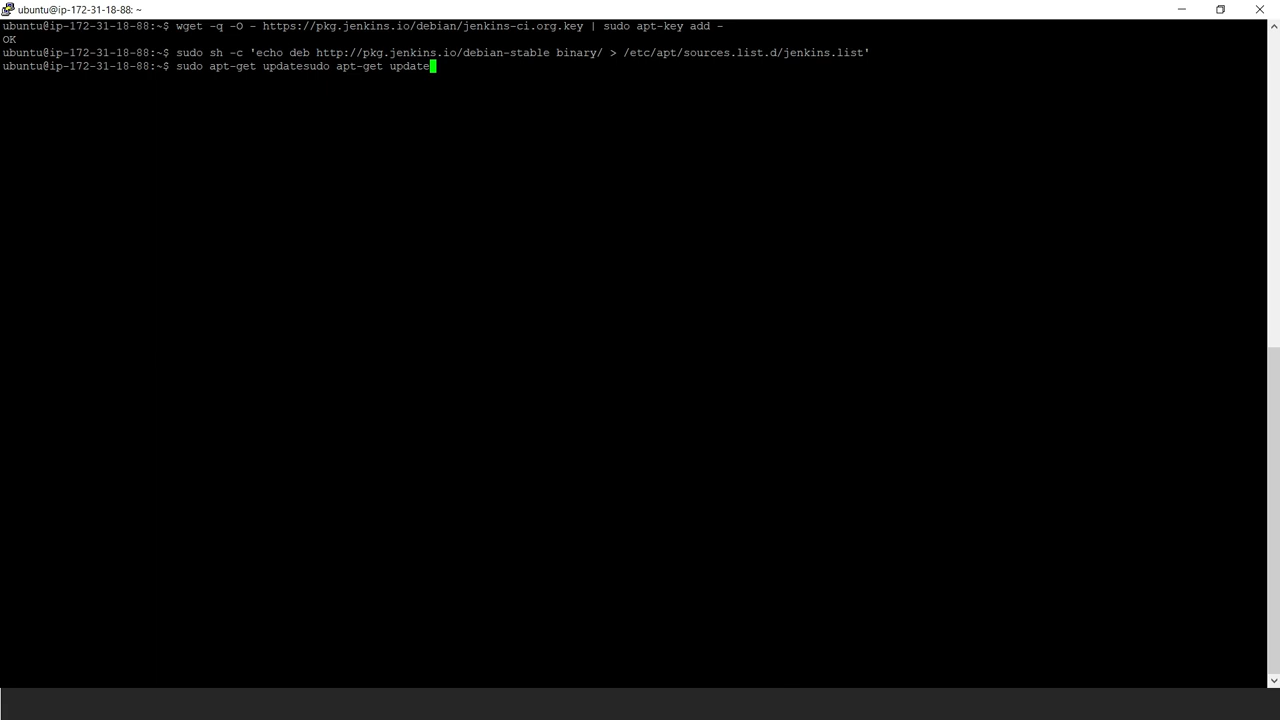 ubuntu@ip-172-31-18-88: ~
ubuntu@ip-172-31-18-88:~$ wget -q -O - https://pkg.jenkins.io/debian/jenkins-ci.org.key | sudo apt-key add -
OK
ubuntu@ip-172-31-18-88:~$ sudo sh -c 'echo deb http://pkg.jenkins.io/debian-stable binary/ > /etc/apt/sources.list.d/jenkins.list'
ubuntu@ip-172-31-18-88:~$ sudo apt-get updatesudo apt-get update